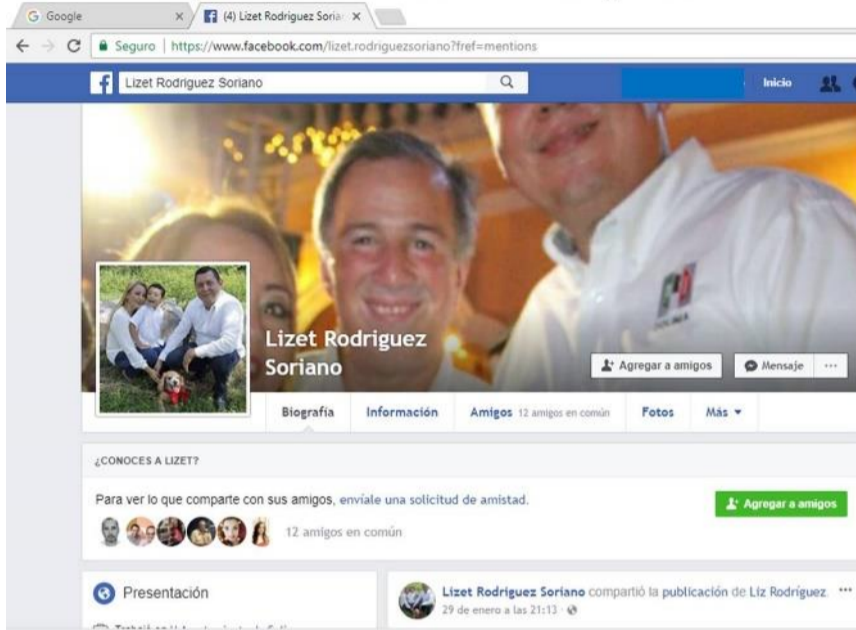 Google
(4) Lizet Rodriguez Soria
Seguro | https://www.facebook.com/lizet.rodriguezsoriano?fref=mentions
Lizet Rodriguez Soriano
Inicio
PRI
COLIMA
Lizet Rodriguez
Soriano
Agregar a amigos
Mensaje
Biografía Información Amigos 12 amigos en común Fotos Más
¿CONOCES A LIZET?
Para ver lo que comparte con sus amigos, envíale una solicitud de amistad.
Agregar a amigos
12 amigos en común
Presentación
Lizet Rodriguez Soriano compartió la publicación de Liz Rodríguez.
29 de enero a las 21:13